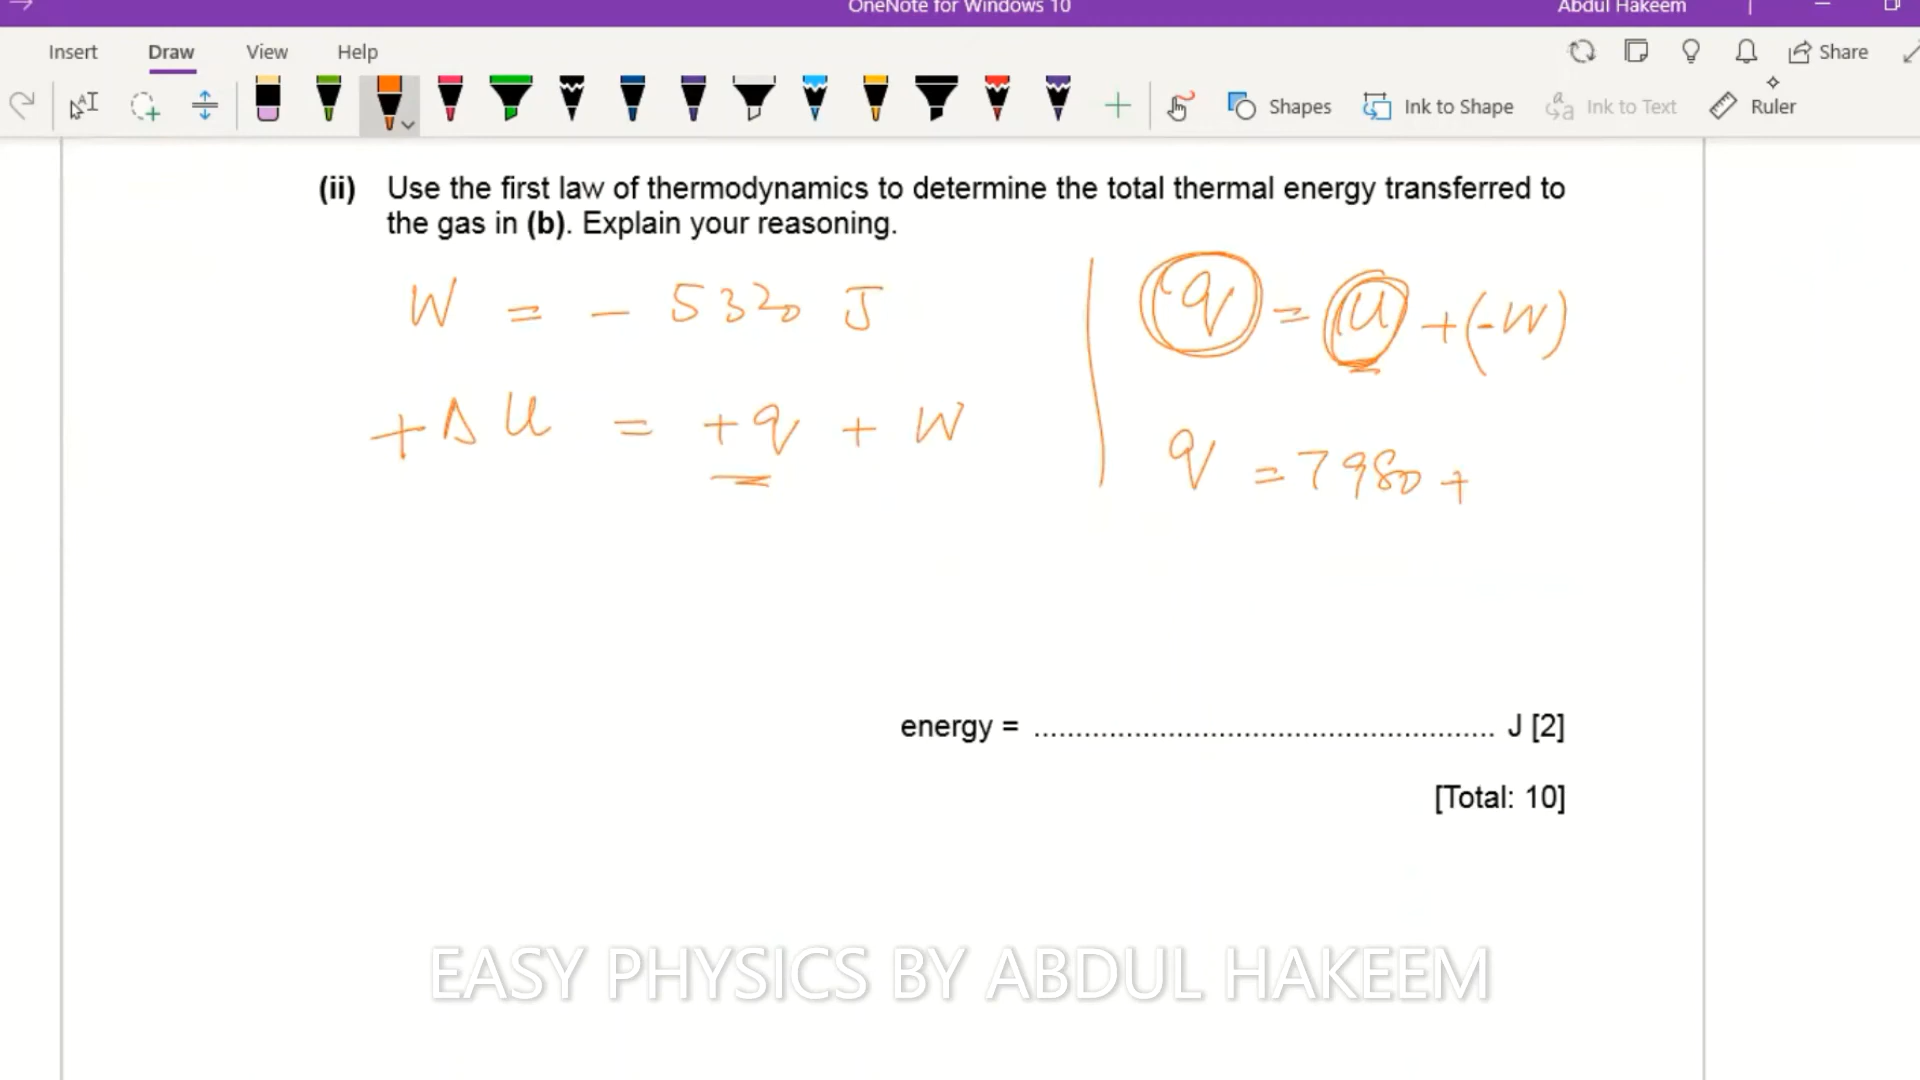 OneNote for Windows 10
Abdul Hakeem
Insert Draw View Help
Share
Shapes Ink to Shape Ink to Text Ruler
(ii) Use the first law of thermodynamics to determine the total thermal energy transferred to
the gas in (b). Explain your reasoning.
W = - 5320 J
+ΔU = +q + W
q = U + (-W)
q = 7980 +
energy = ........................................................ J [2]
[Total: 10]
EASY PHYSICS BY ABDUL HAKEEM